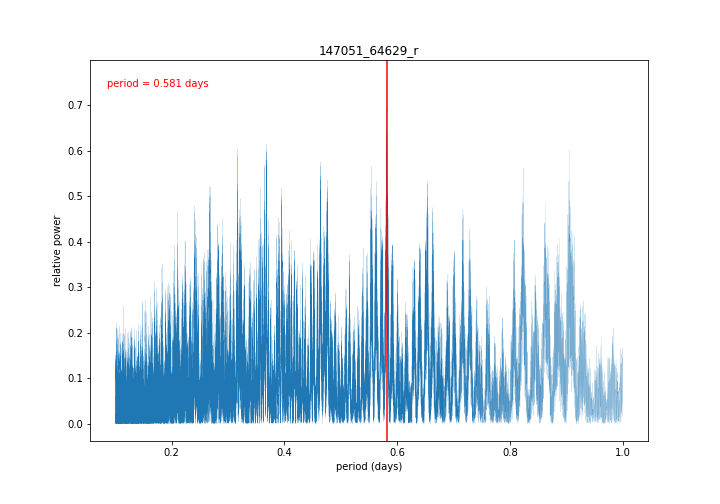 147051_64629_r
period = 0.581 days
relative power
0.7
0.6
0.5
0.4
0.3
0.2
0.1
0.0
0.2 0.4 0.6 0.8 1.0
period (days)